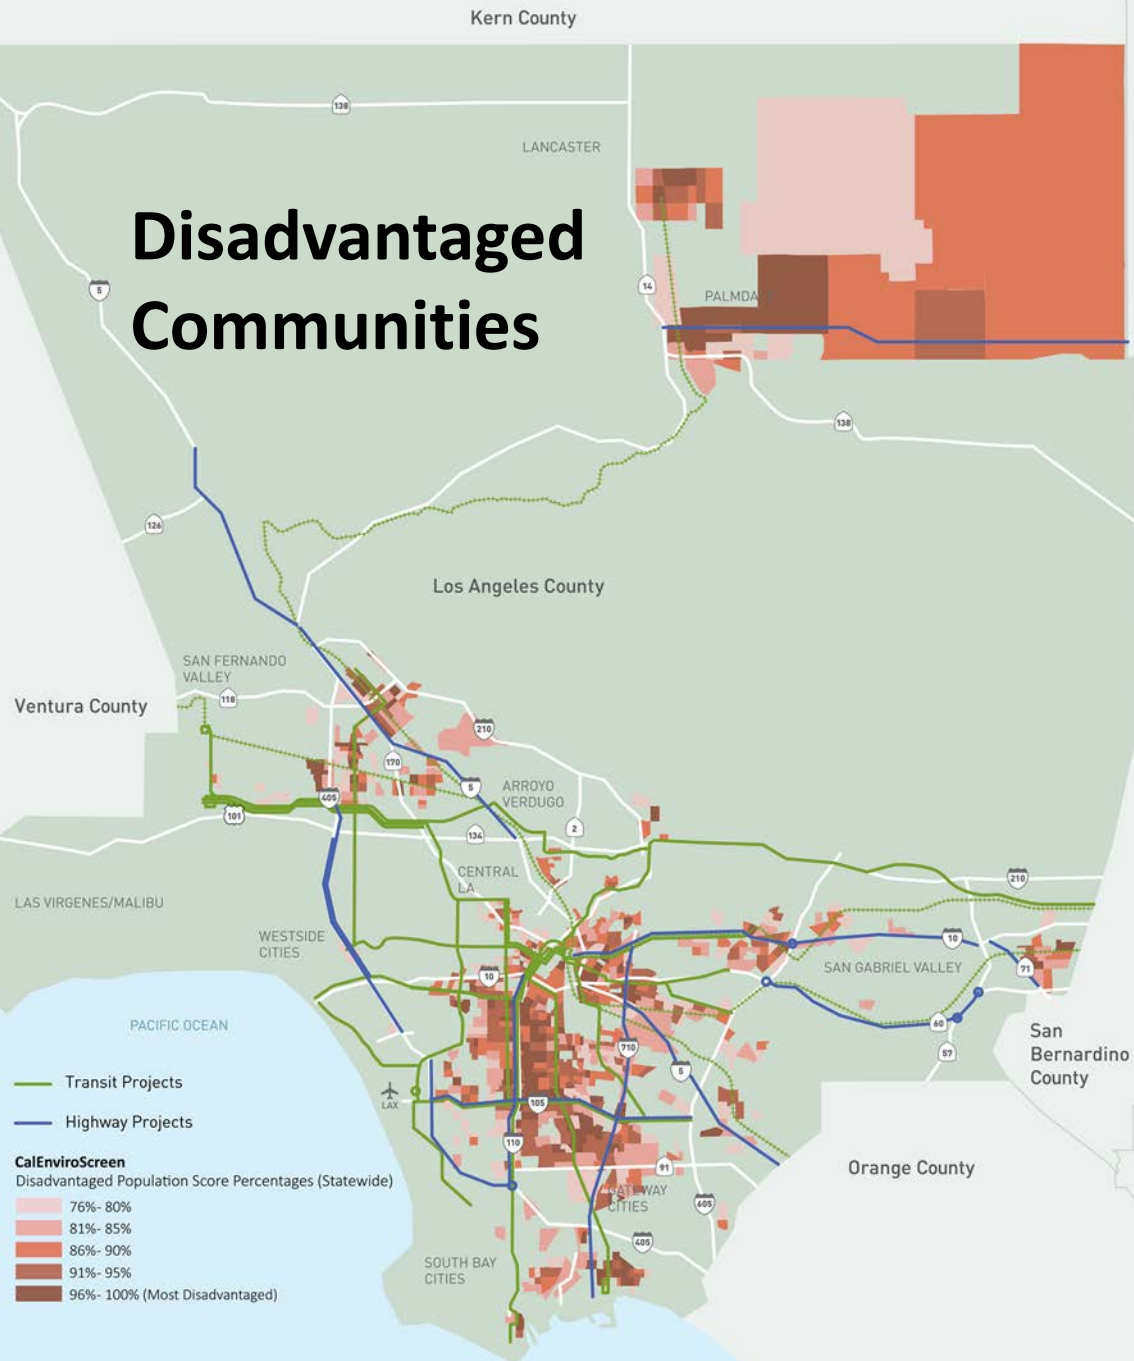 Kern County
138
LANCASTER
Disadvantaged
Communities
5
14
PALMDA
138
126
Los Angeles County
SAN FERNANDO
VALLEY
118
Ventura County
210
170
5
ARROYO
VERDUGO
405
101
134
2
CENTRAL
LA
210
LAS VIRGENES/MALIBU
WESTSIDE
CITIES
10
10
SAN GABRIEL VALLEY
71
PACIFIC OCEAN
60
San
Bernardino
County
57
710
5
Transit Projects
LAX
105
Highway Projects
110
CalEnviroScreen
Disadvantaged Population Score Percentages (Statewide)
91
Orange County
76%- 80%
GATEWAY
CITIES
605
81%- 85%
86%- 90%
405
91%- 95%
SOUTH BAY
CITIES
96%- 100% (Most Disadvantaged)